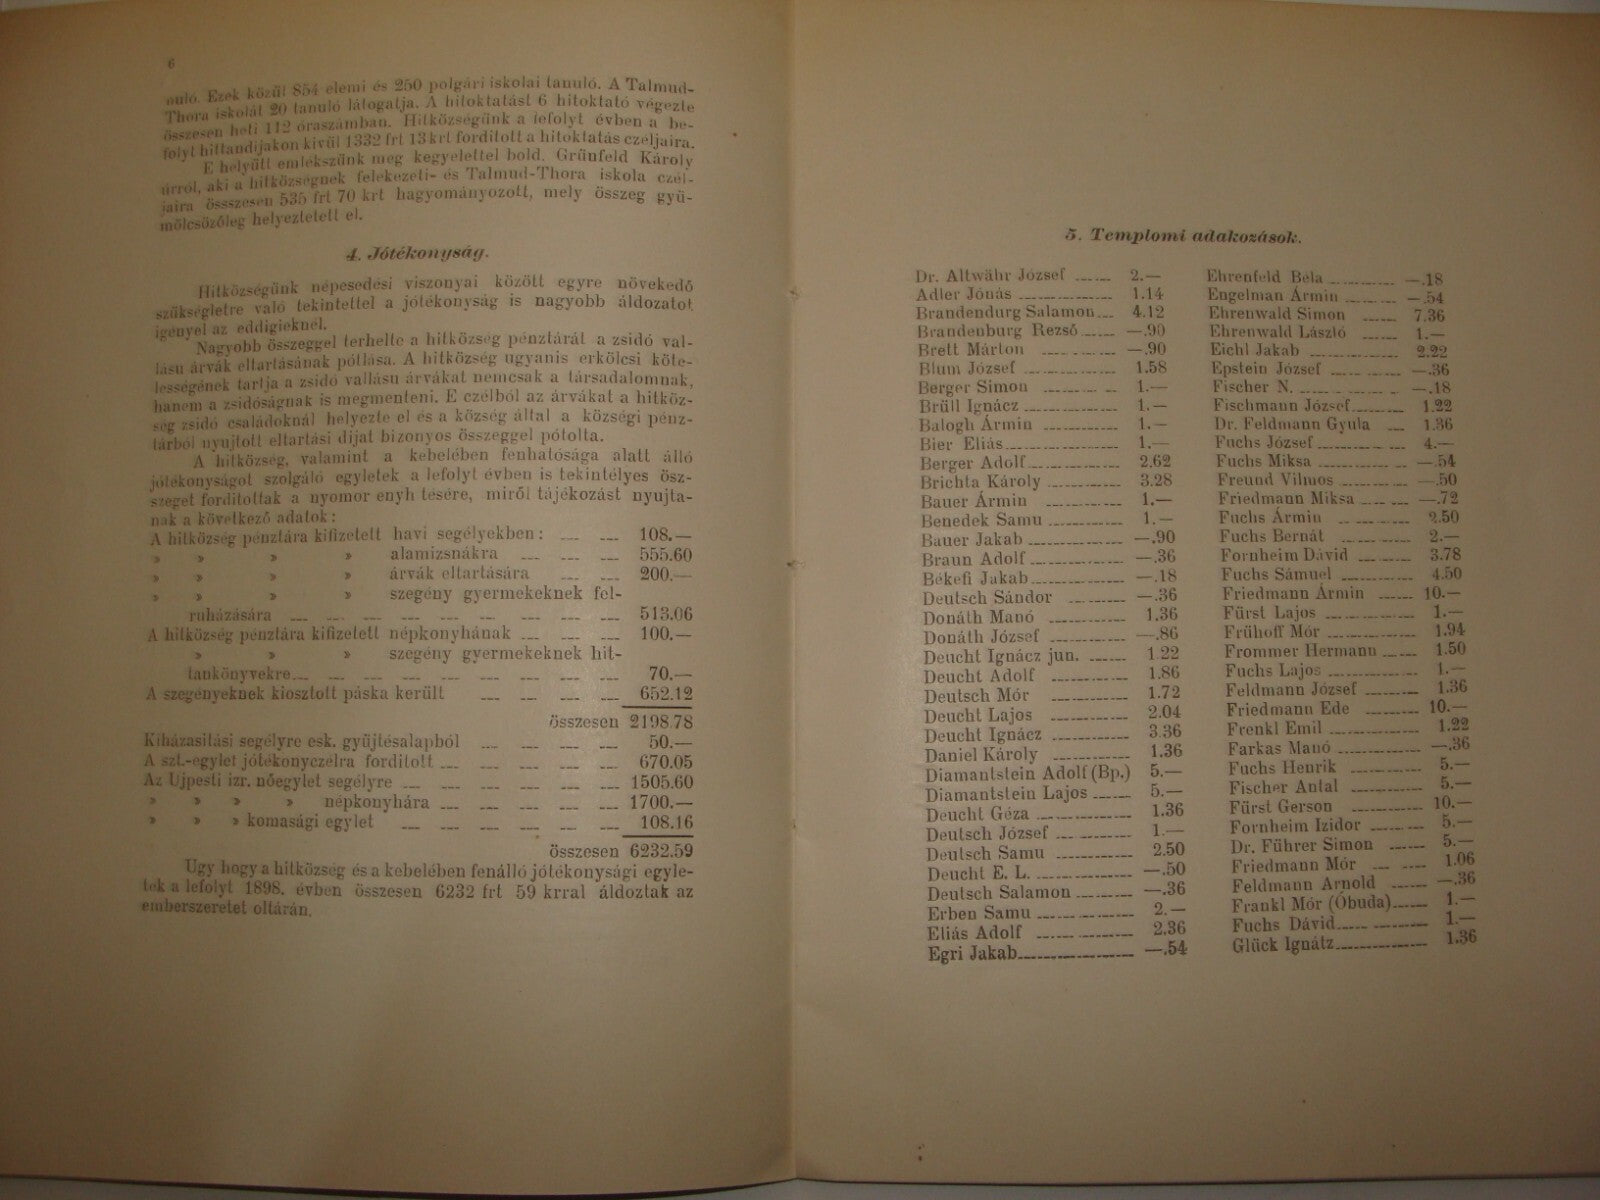 6
nuló. Ezek közül 854 elemi és 250 polgári iskolai tanuló. A Talmud-
Thora iskolát 20 tanuló látogatja. A hitoktatást 6 hitoktató végezte
összesen heti 112 óraszámban. Hitközségünk a lefolyt évben a be-
folyt hittandijakon kivül 1332 frt 13 krt forditott a hitoktatás czéljaira.
E helyütt emlékszünk meg kegyelettel bold. Grünfeld Károly
úrról, aki a hitközségnek felekezeti- és Talmud-Thora iskola czél-
jaira össszesen 535 frt 70 krt hagyományozott, mely összeg gyü-
mölcsözőleg helyeztetett el.
4. Jótékonyság.
Hitközségünk népesedési viszonyai között egyre növekedő
szükségletre való tekintettel a jótékonyság is nagyobb áldozatot
igényel az eddigieknél.
Nagyobb összeggel terhelte a hitközség pénztárát a zsidó val-
lásu árvák eltartásának pótlása. A hitközség ugyanis erkölcsi köte-
lességének tartja a zsidó vallásu árvákat nemcsak a társadalomnak,
hanem a zsidóságnak is megmenteni. E czélból az árvákat a hitköz-
ség zsidó családoknál helyezte el és a község által a községi pénz-
tárból nyujtott eltartási dijat bizonyos összeggel pótolta.
A hitközség, valamint a kebelében fenhatósága alatt álló
jótékonyságot szolgáló egyletek a lefolyt évben is tekintélyes ösz-
szeget forditottak a nyomor enyh tésére, miről tájékozást nyujta-
nak a következő adatok:
A hitközség pénztára kifizetett havi segélyekben: 108.—
» » » » alamizsnákra 555.60
» » » » árvák eltartására 200.—
» » » » szegény gyermekeknek fel-
ruházására 513.06
A hitközség pénztára kifizetett népkonyhának 100.—
» » » szegény gyermekeknek hit-
tankönyvekre 70.—
A szegényeknek kiosztott páska került 652.12
összesen 2198.78
Kiházasitási segélyre esk. gyüjtésalapból 50.—
A szt.-egylet jótékonyczélra forditott 670.05
Az Ujpesti izr. nőegylet segélyre 1505.60
» » » » népkonyhára 1700.—
» » » komasági egylet 108.16
összesen 6232.59
Ugy hogy a hitközség és a kebelében fenálló jótékonysági egyle-
tek a lefolyt 1898. évben összesen 6232 frt 59 krral áldoztak az
emberszeretet oltárán.
5. Templomi adakozások.
Dr. Altwähr József 2.—
Adler Jónás 1.14
Brandendurg Salamon 4.12
Brandenburg Rezső —.90
Brett Márton —.90
Blum József 1.58
Berger Simon 1.—
Brüll Ignácz 1.—
Balogh Ármin 1.—
Bier Eliás 1.—
Berger Adolf 2.62
Brichta Károly 3.28
Bauer Ármin 1.—
Benedek Samu 1.—
Bauer Jakab —.90
Braun Adolf —.36
Békefi Jakab —.18
Deutsch Sándor —.36
Donáth Manó 1.36
Donáth József —.86
Deucht Ignácz jun. 1 22
Deucht Adolf 1.86
Deutsch Mór 1.72
Deucht Lajos 2.04
Deucht Ignácz 3.36
Daniel Károly 1.36
Diamantstein Adolf (Bp.) 5.—
Diamantstein Lajos 5.—
Deucht Géza 1.36
Deutsch József 1.—
Deutsch Samu 2.50
Deucht E. L. —.50
Deutsch Salamon —.36
Erben Samu 2.—
Eliás Adolf 2.36
Egri Jakab —.54
Ehrenfeld Béla —.18
Engelman Ármin —.54
Ehrenwald Simon 7.36
Ehrenwald László 1.—
Eichl Jakab 2.22
Epstein József —.36
Fischer N. —.18
Fischmann József 1.22
Dr. Feldmann Gyula 1.36
Fuchs József 4.—
Fuchs Miksa —.54
Freund Vilmos —.50
Friedmann Miksa —.72
Fuchs Ármin 2.50
Fuchs Bernát 2.—
Fornheim Dávid 3.78
Fuchs Sámuel 4.50
Friedmann Ármin 10.—
Fürst Lajos 1.—
Frühoff Mór 1.94
Frommer Hermann 1.50
Fuchs Lajos 1.—
Feldmann József 1.36
Friedmann Ede 10.—
Frenkl Emil 1.22
Farkas Manó —.36
Fuchs Henrik 5.—
Fischer Antal 5.—
Fürst Gerson 10.—
Fornheim Izidor 5.—
Dr. Führer Simon 5.—
Friedmann Mór 1.06
Feldmann Arnold —.36
Frankl Mór (Óbuda) 1.—
Fuchs Dávid 1.—
Glück Ignátz 1.36